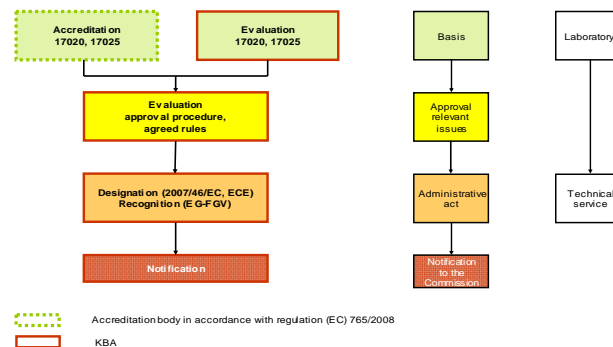 Accreditation
17020, 17025
Evaluation
17020, 17025
Basis
Laboratory
Evaluation
approval procedure,
agreed rules
Approval
relevant
issues
Designation (2007/46/EC, ECE)
Recognition (EG-FGV)
Administrative
act
Technical
service
Notification
Notification
to the
Commission
Accreditation body in accordance with regulation (EC) 765/2008
KBA